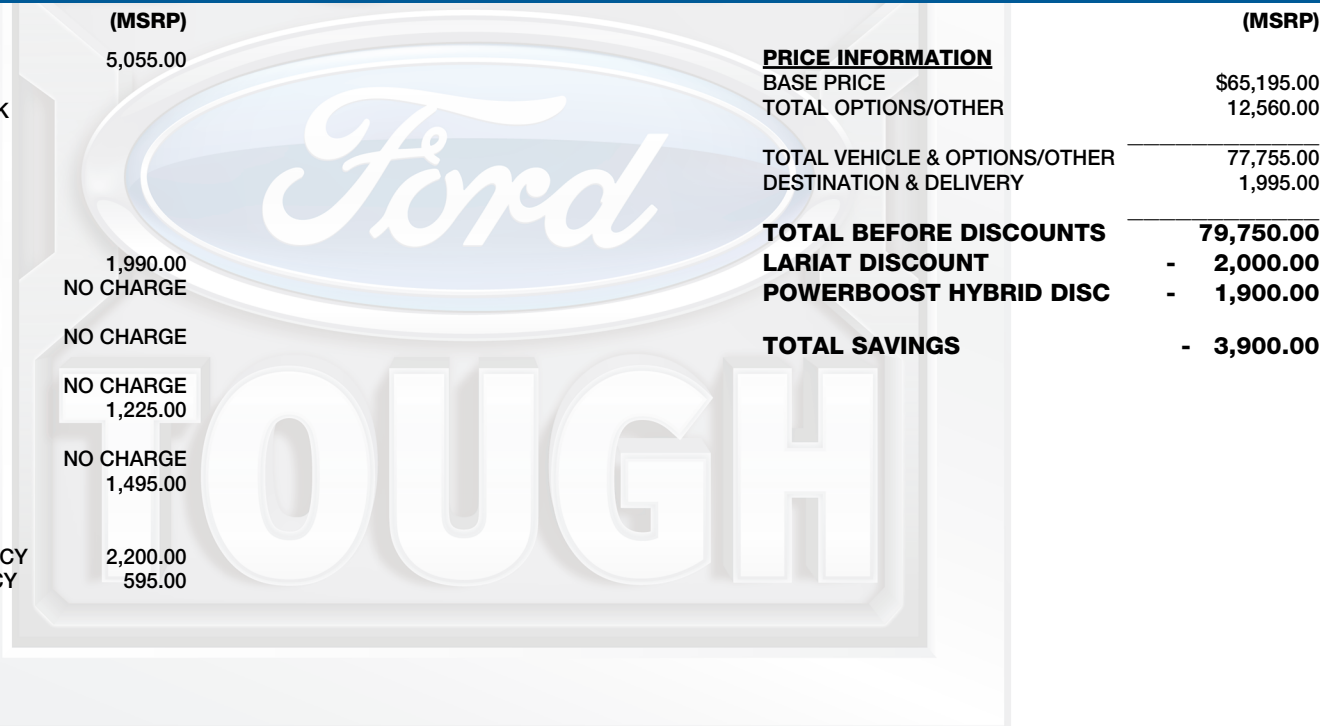 (MSRP)
5,055.00
K
1,990.00
NO CHARGE
NO CHARGE
NO CHARGE
1,225.00
NO CHARGE
1,495.00
CY 2,200.00
CY 595.00
Ford
TOUGH
(MSRP)
PRICE INFORMATION
BASE PRICE $65,195.00
TOTAL OPTIONS/OTHER 12,560.00
TOTAL VEHICLE & OPTIONS/OTHER 77,755.00
DESTINATION & DELIVERY 1,995.00
TOTAL BEFORE DISCOUNTS 79,750.00
LARIAT DISCOUNT - 2,000.00
POWERBOOST HYBRID DISC - 1,900.00
TOTAL SAVINGS - 3,900.00